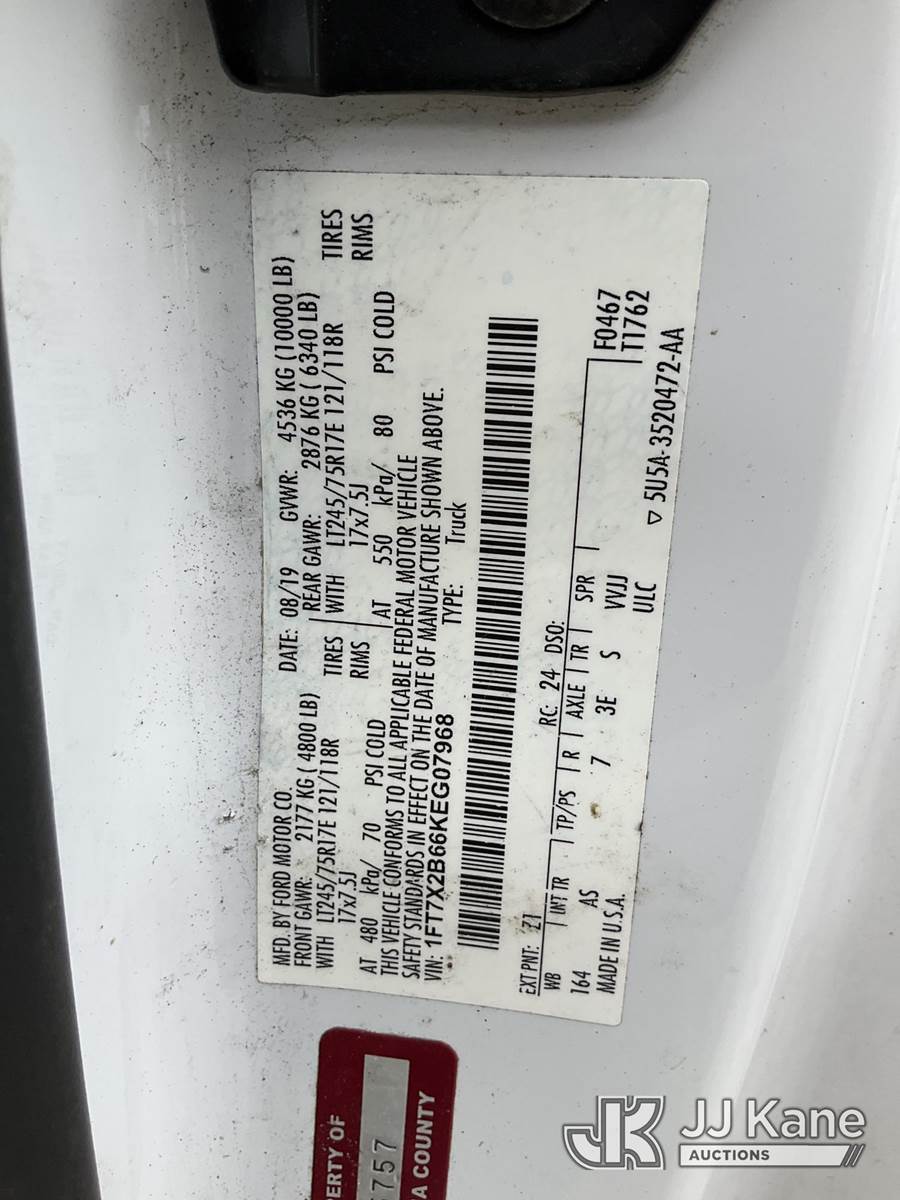 MFD. BY FORD MOTOR CO.
DATE: 08/19 GVWR: 4536 KG (10000 LB)
FRONT GAWR: 2177 KG ( 4800 LB) REAR GAWR: 2876 KG ( 6340 LB)
WITH LT245/75R17E 121/118R TIRES WITH LT245/75R17E 121/118R TIRES
17x7.5J RIMS 17x7.5J RIMS
AT 480 kPa/ 70 PSI COLD AT 550 kPa/ 80 PSI COLD
THIS VEHICLE CONFORMS TO ALL APPLICABLE FEDERAL MOTOR VEHICLE
SAFETY STANDARDS IN EFFECT ON THE DATE OF MANUFACTURE SHOWN ABOVE.
VIN: 1FT7X2B66KEG07968 TYPE: Truck
EXT PNT: Z1 RC: 24 DSO: F0467
WB INT TR TP/PS R AXLE TR SPR T1762
164 AS 7 3E S VVJJ
MADE IN U.S.A. ULC ▽ 5U5A-3520472-AA
ERTY OF
757
A COUNTY
JK JJ Kane
AUCTIONS